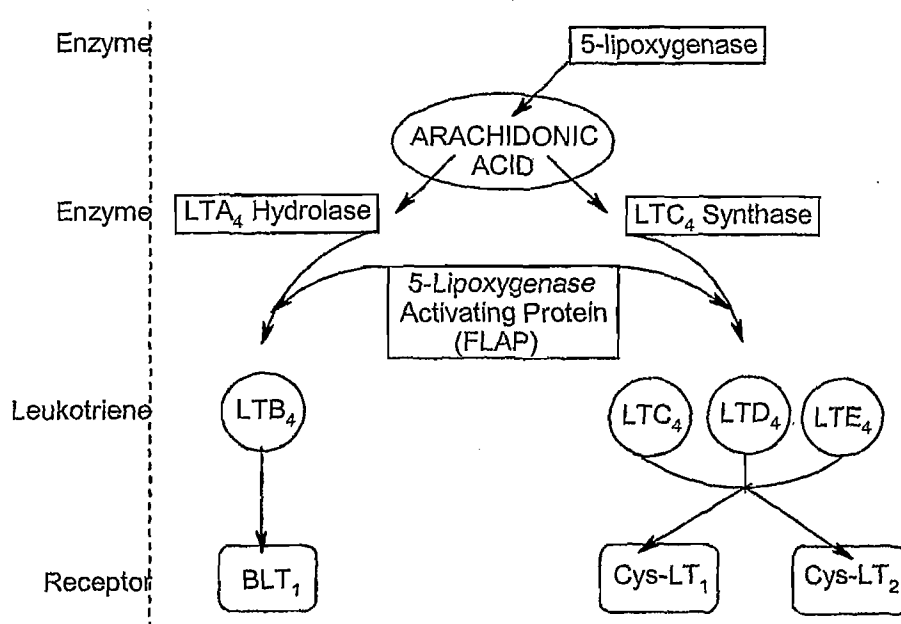 Enzyme
5-lipoxygenase
ARACHIDONIC
ACID
Enzyme
LTA₄ Hydrolase
LTC₄ Synthase
5-Lipoxygenase
Activating Protein
(FLAP)
Leukotriene
LTB₄
LTC₄
LTD₄
LTE₄
Receptor
BLT₁
Cys-LT₁
Cys-LT₂